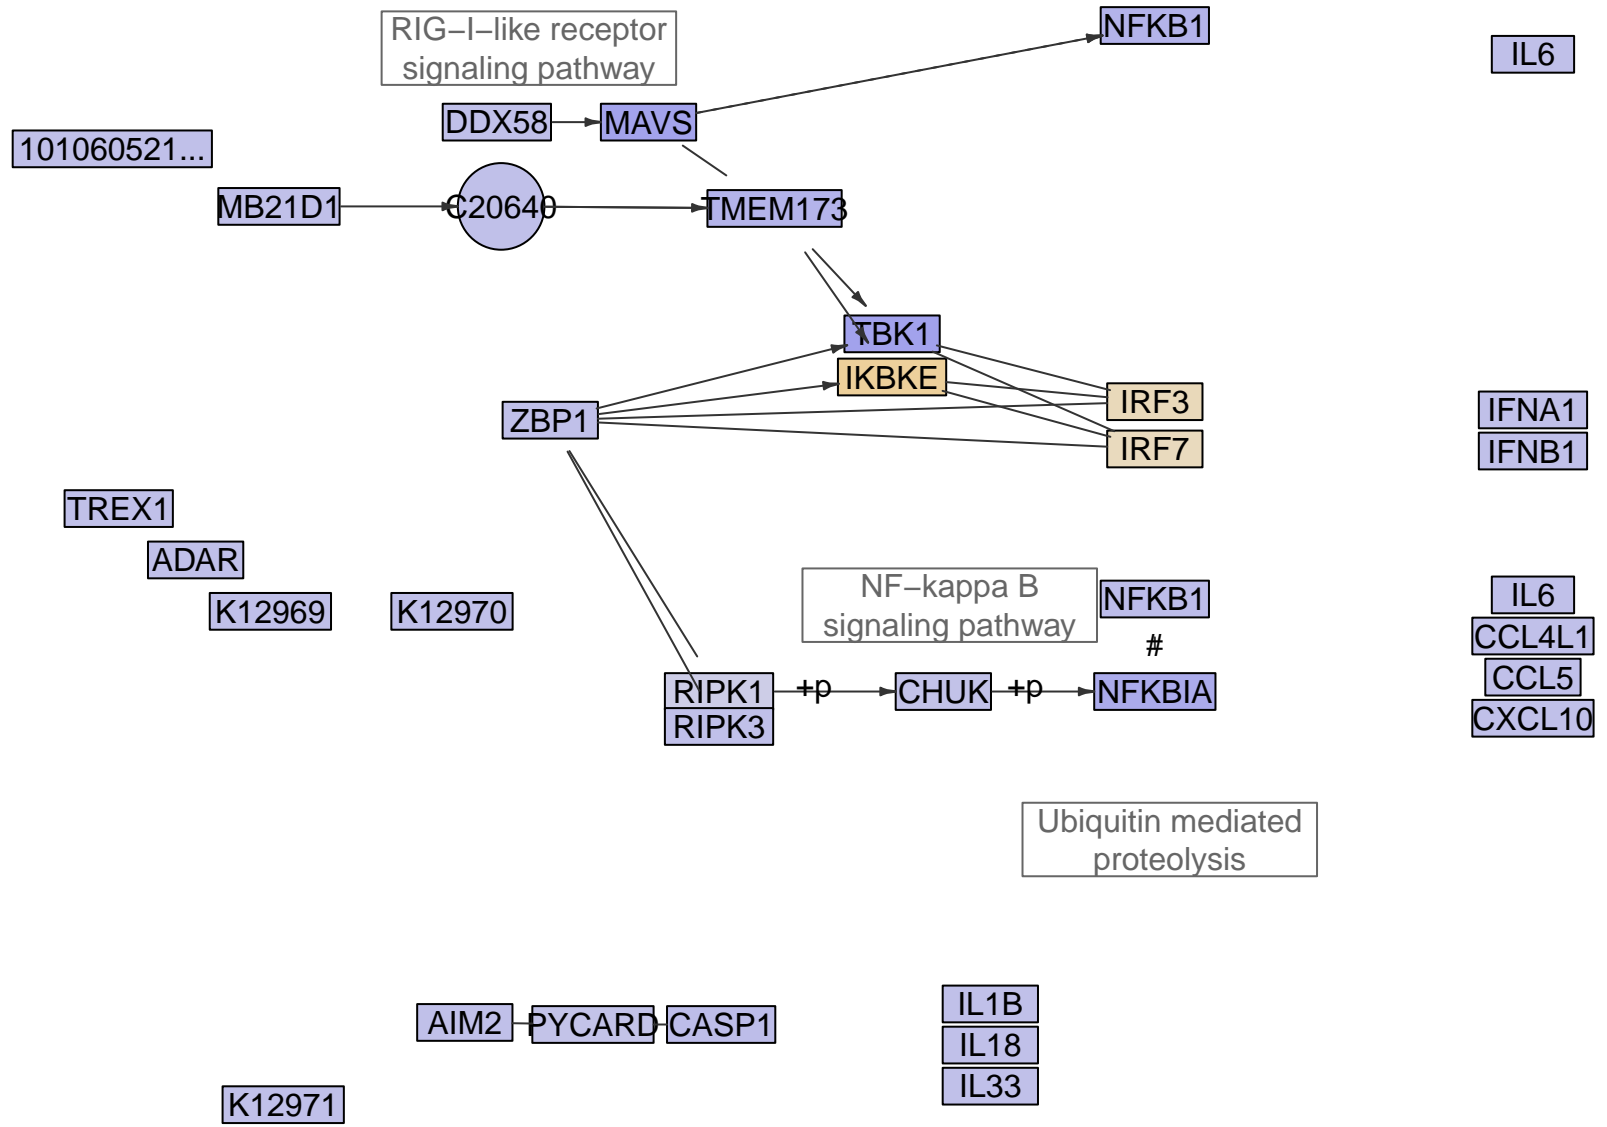 RIG−I−like receptor
signaling pathway
NFKB1
IL6
DDX58
MAVS
101060521...
MB21D1
C20640
TMEM173
TBK1
IKBKE
ZBP1
IRF3
IRF7
IFNA1
IFNB1
TREX1
ADAR
K12969
K12970
NF−kappa B
signaling pathway
NFKB1
#
IL6
CCL4L1
CCL5
CXCL10
RIPK1
+p
CHUK
+p
NFKBIA
RIPK3
Ubiquitin mediated
proteolysis
AIM2
PYCARD
CASP1
IL1B
IL18
IL33
K12971